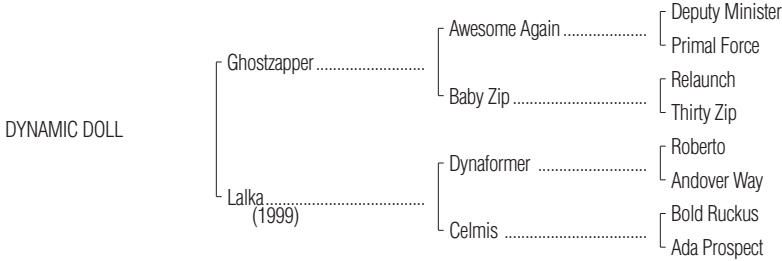 Deputy Minister
Awesome Again ....................
Primal Force
Ghostzapper ..........................
Relaunch
Baby Zip ................................
Thirty Zip
DYNAMIC DOLL
Roberto
Dynaformer ..........................
Andover Way
Lalka ......................................
(1999)
Bold Ruckus
Celmis ..................................
Ada Prospect